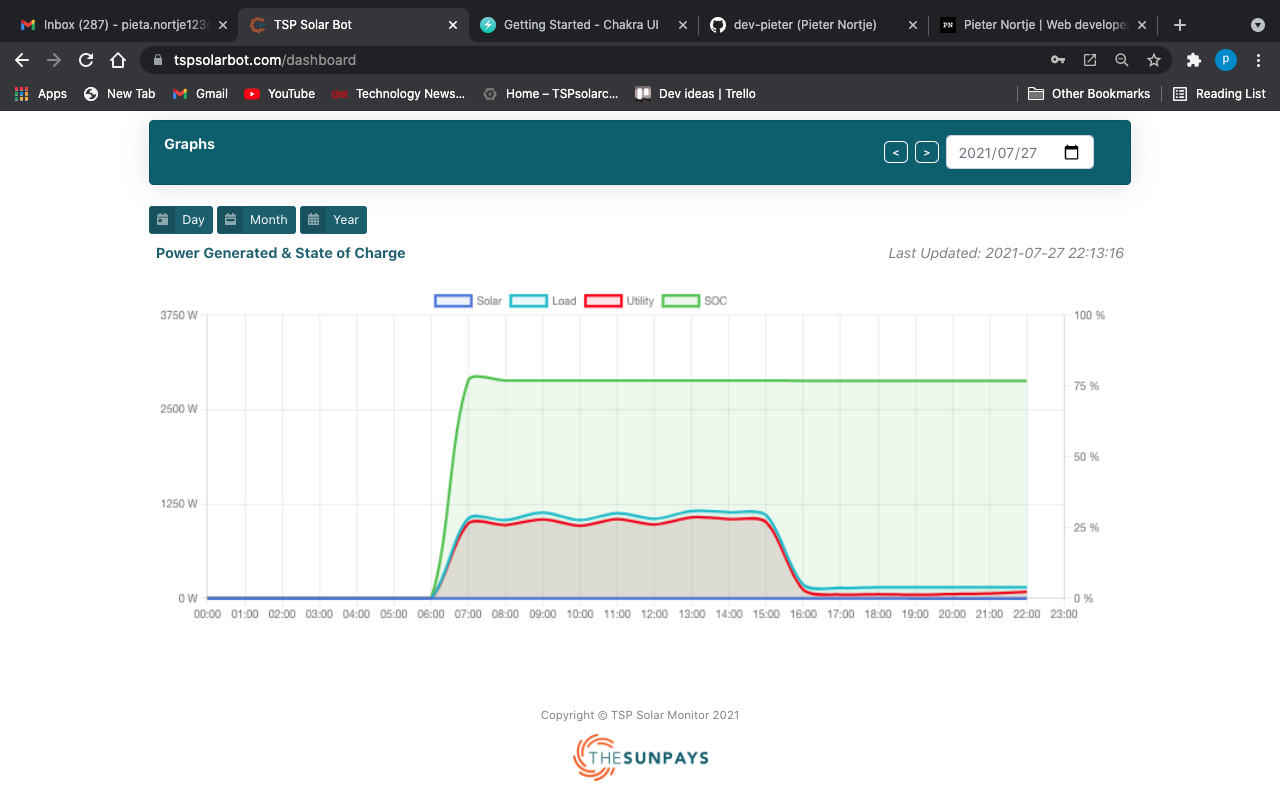 Inbox (287) - pieta.nortje123
TSP Solar Bot
Getting Started - Chakra UI
dev-pieter (Pieter Nortje)
PN
Pieter Nortje | Web develope
tspsolarbot.com/dashboard
p
Apps
New Tab
Gmail
YouTube
cnet
Technology News...
Home – TSPsolarc...
Dev ideas | Trello
Other Bookmarks
Reading List
Graphs
<
>
2021/07/27
Day
Month
Year
Power Generated & State of Charge
Last Updated: 2021-07-27 22:13:16
Solar Load Utility SOC
3750 W
100 %
75 %
2500 W
50 %
1250 W
25 %
0 W
0 %
00:00 01:00 02:00 03:00 04:00 05:00 06:00 07:00 08:00 09:00 10:00 11:00 12:00 13:00 14:00 15:00 16:00 17:00 18:00 19:00 20:00 21:00 22:00 23:00
Copyright © TSP Solar Monitor 2021
THESUNPAYS